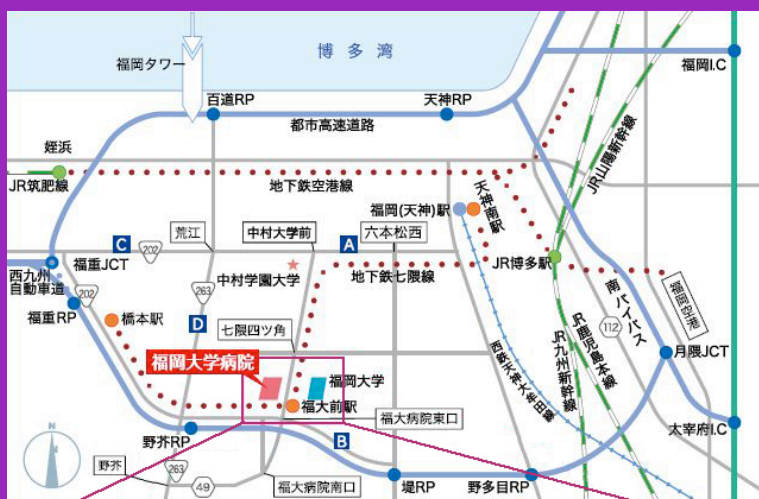 博多湾
福岡タワー
福岡I.C
百道RP
天神RP
都市高速道路
姪浜
JR筑肥線
地下鉄空港線
JR山陽新幹線
福岡(天神)駅
天神南駅
荒江
中村大学前
六本松西
C
202
A
福重JCT
中村学園大学
地下鉄七隈線
JR博多駅
西九州
自動車道
202
263
福岡空港
福重RP
橋本駅
D
七隈四ツ角
南バイパス
112
西鉄天神大牟田線
JR九州新幹線
JR鹿児島本線
月隈JCT
福岡大学病院
福岡大学
福大前駅
福大病院東口
太宰府I.C
野芥RP
B
野芥
263
49
福大病院南口
堤RP
野多目RP
N